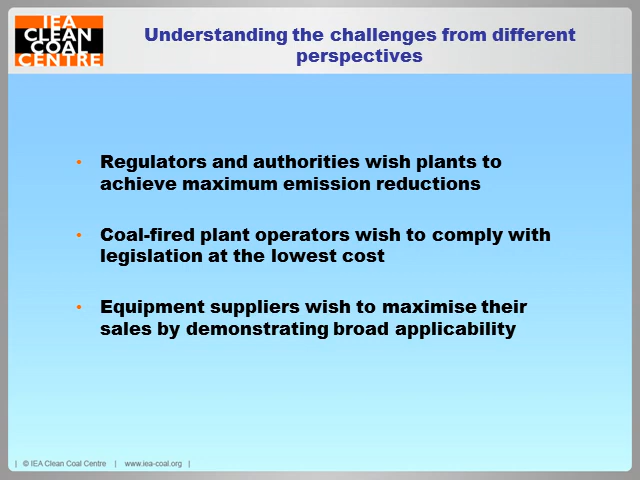 IEA
CLEAN
COAL
CENTRE
Understanding the challenges from different
perspectives
• Regulators and authorities wish plants to
achieve maximum emission reductions
• Coal-fired plant operators wish to comply with
legislation at the lowest cost
• Equipment suppliers wish to maximise their
sales by demonstrating broad applicability
| © IEA Clean Coal Centre | www.iea-coal.org |